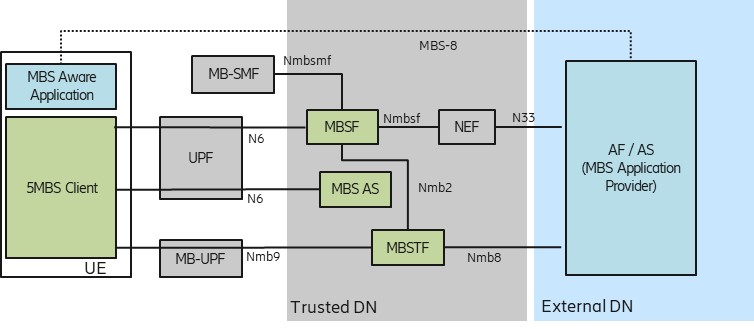 MBS-8
Nmbsmf
MB-SMF
MBS Aware
Application
MBSF
Nmbsf
NEF
N33
N6
UPF
AF / AS
(MBS Application
Provider)
5MBS Client
MBS AS
Nmb2
N6
MBSTF
MB-UPF
Nmb9
Nmb8
UE
Trusted DN
External DN